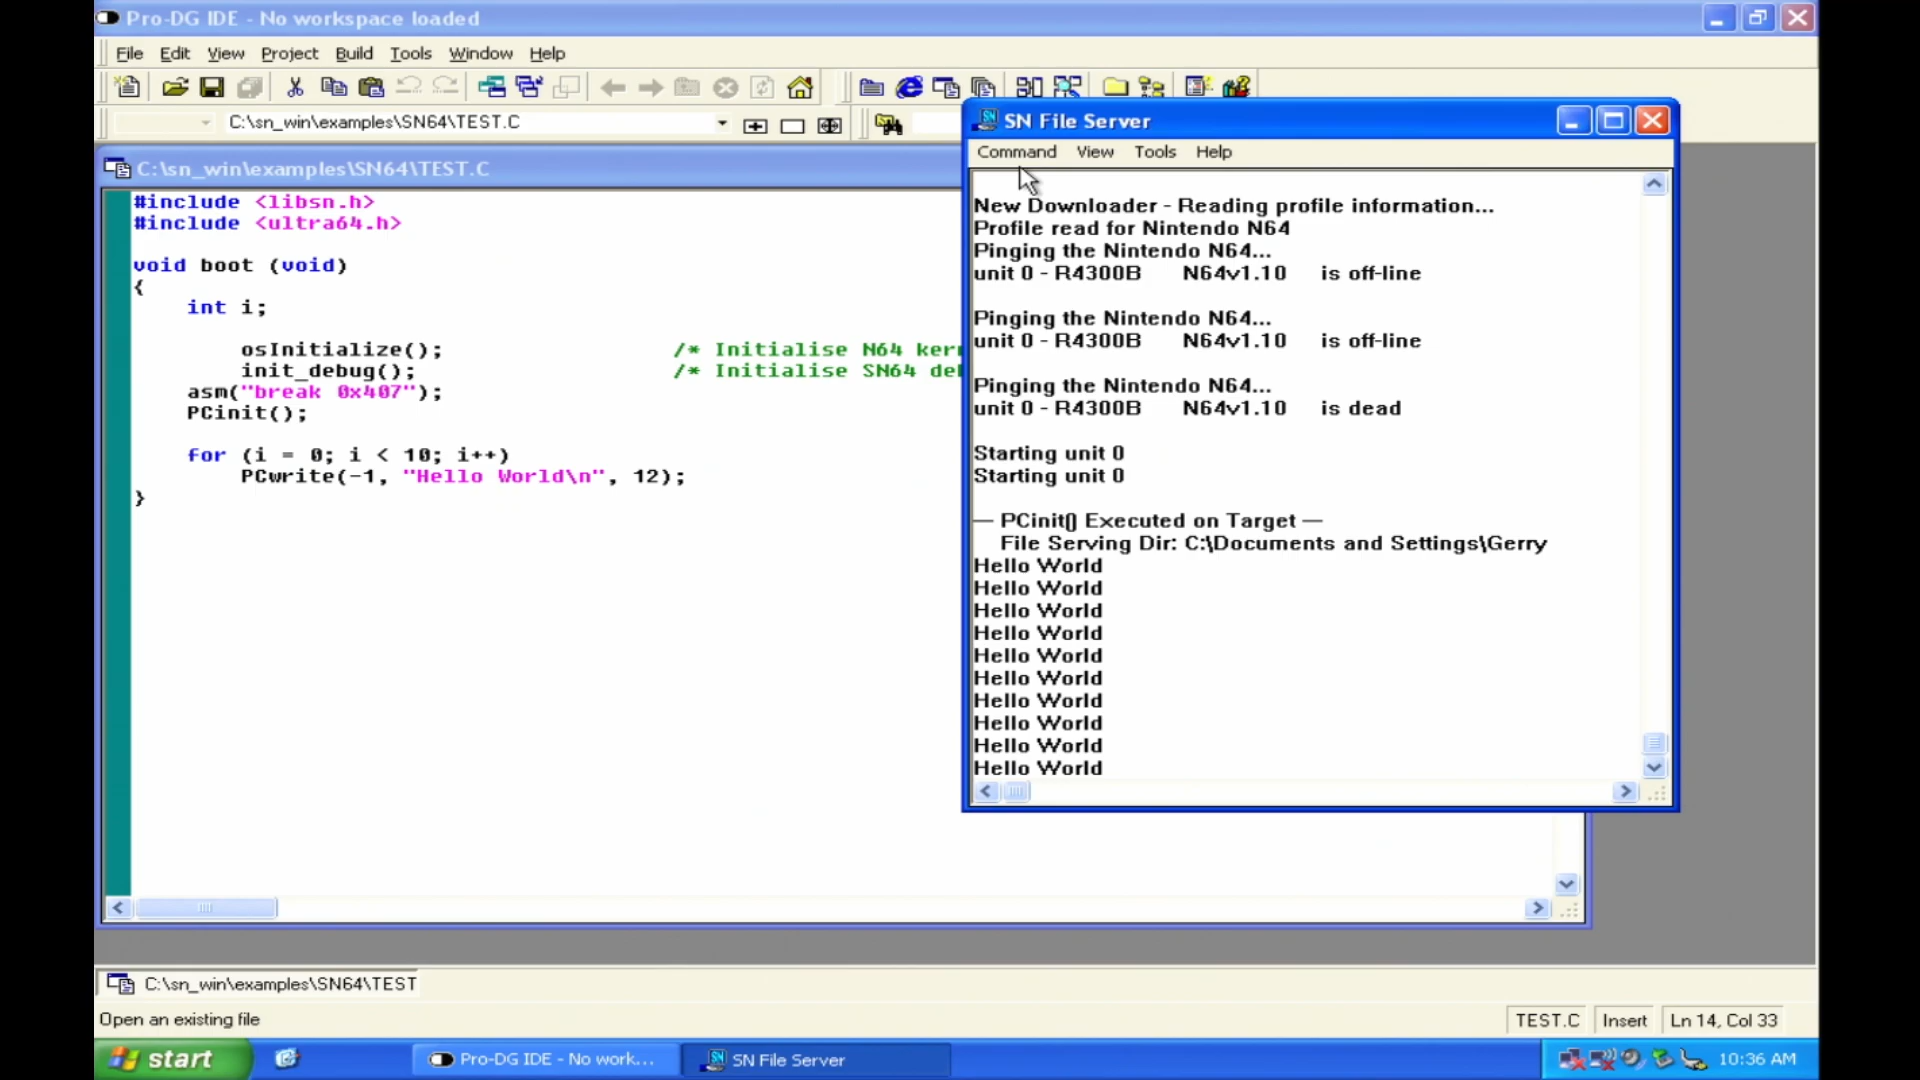 Pro-DG IDE - No workspace loaded
File Edit View Project Build Tools Window Help
C:\sn_win\examples\SN64\TEST.C
C:\sn_win\examples\SN64\TEST.C
#include <libsn.h>
#include <ultra64.h>
void boot (void)
{
int i;
osInitialize(); /* Initialise N64 kern
init_debug(); /* Initialise SN64 de
asm("break 0x407");
PCinit();
for (i = 0; i < 10; i++)
PCwrite(-1, "Hello World\n", 12);
}
SN File Server
Command View Tools Help
New Downloader - Reading profile information...
Profile read for Nintendo N64
Pinging the Nintendo N64...
unit 0 - R4300B N64v1.10 is off-line
Pinging the Nintendo N64...
unit 0 - R4300B N64v1.10 is off-line
Pinging the Nintendo N64...
unit 0 - R4300B N64v1.10 is dead
Starting unit 0
Starting unit 0
— PCinit() Executed on Target —
File Serving Dir: C:\Documents and Settings\Gerry
Hello World
Hello World
Hello World
Hello World
Hello World
Hello World
Hello World
Hello World
Hello World
Hello World
C:\sn_win\examples\SN64\TEST
Open an existing file
TEST.C Insert Ln 14, Col 33
start
Pro-DG IDE - No work...
SN File Server
10:36 AM